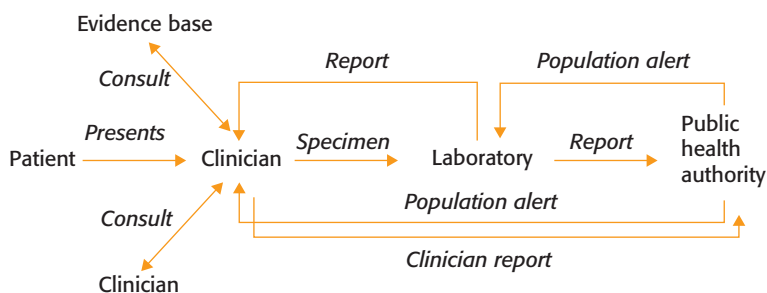 Evidence base
Consult
Report
Population alert
Presents
Patient
Clinician
Specimen
Laboratory
Report
Public
health
authority
Consult
Population alert
Clinician report
Clinician